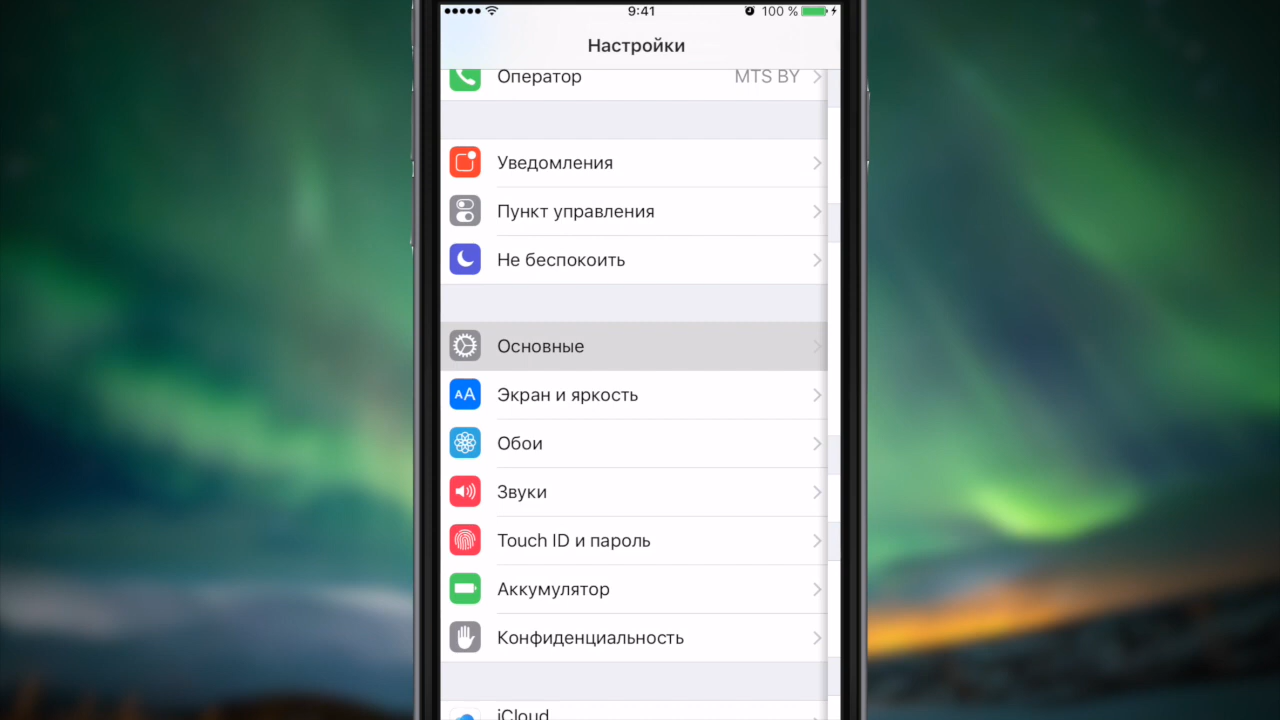 9:41
100 %
Настройки
Оператор MTS BY
Уведомления
Пункт управления
Не беспокоить
Основные
AA Экран и яркость
Обои
Звуки
Touch ID и пароль
Аккумулятор
Конфиденциальность
iCloud